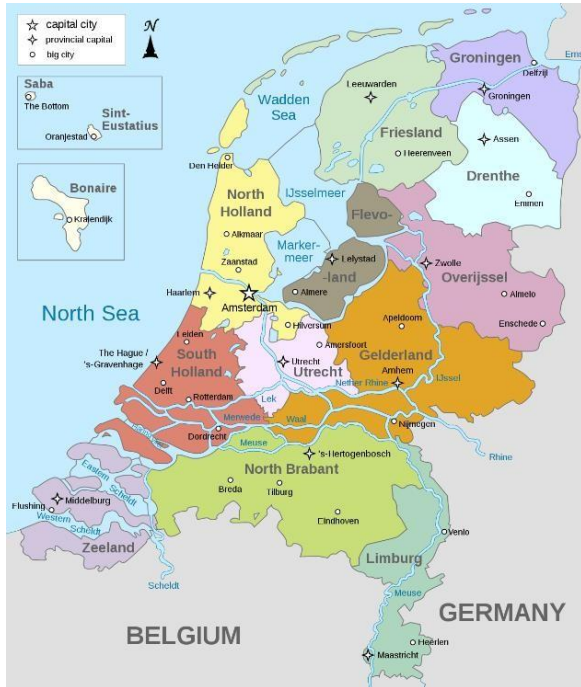 capital city
provincial capital
big city
N
Saba
The Bottom
Sint-
Eustatius
Oranjestad
Bonaire
Kralendijk
Wadden
Sea
Groningen
Delfzijl
Leeuwarden
Groningen
Friesland
Assen
Heerenveen
Drenthe
Emmen
Den Helder
North
Holland
IJsselmeer
Flevo-
Alkmaar
Marker-
meer
Lelystad
Zwolle
Zaanstad
-land
Overijssel
Haarlem
Amsterdam
Almere
Almelo
North Sea
Hilversum
Apeldoorn
Enschede
Leiden
Amersfoort
The Hague /
's-Gravenhage
South
Holland
Utrecht
Utrecht
Gelderland
Arnhem
IJssel
Delft
Rotterdam
Lek
Nether Rhine
Merwede
Waal
Nijmegen
Dordrecht
Rhine
Meuse
's-Hertogenbosch
Eastern
Scheldt
North Brabant
Breda
Tilburg
Middelburg
Flushing
Western
Scheldt
Eindhoven
Venlo
Zeeland
Limburg
Scheldt
Meuse
GERMANY
BELGIUM
Heerlen
Maastricht